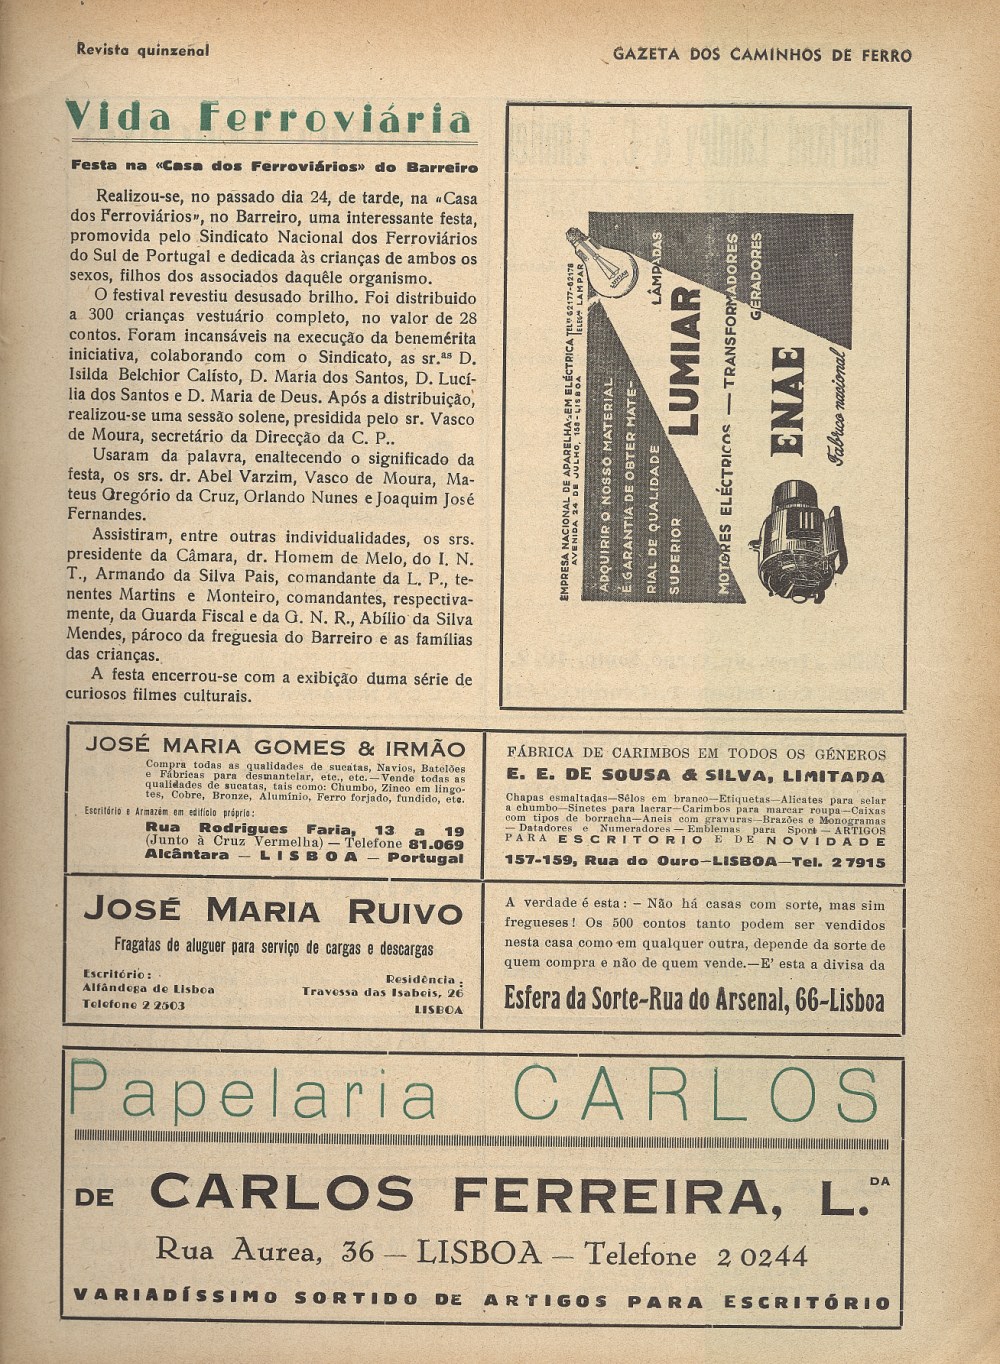 Revista quinzenal
GAZETA DOS CAMINHOS DE FERRO
Vida Ferroviária
Festa na «Casa dos Ferroviários» do Barreiro
Realizou-se, no passado dia 24, de tarde, na «Casa
dos Ferroviários», no Barreiro, uma interessante festa,
promovida pelo Sindicato Nacional dos Ferroviários
do Sul de Portugal e dedicada às crianças de ambos os
sexos, filhos dos associados daquêle organismo.
O festival revestiu desusado brilho. Foi distribuido
a 300 crianças vestuário completo, no valor de 28
contos. Foram incansáveis na execução da benemérita
iniciativa, colaborando com o Sindicato, as sr.as D.
Isilda Belchior Calísto, D. Maria dos Santos, D. Lucí-
lia dos Santos e D. Maria de Deus. Após a distribuição,
realizou-se uma sessão solene, presidida pelo sr. Vasco
de Moura, secretário da Direcção da C. P..
Usaram da palavra, enaltecendo o significado da
festa, os srs. dr. Abel Varzim, Vasco de Moura, Ma-
teus Gregório da Cruz, Orlando Nunes e Joaquim José
Fernandes.
Assistiram, entre outras individualidades, os srs.
presidente da Câmara, dr. Homem de Melo, do I. N.
T., Armando da Silva Pais, comandante da L. P., te-
nentes Martins e Monteiro, comandantes, respectiva-
mente, da Guarda Fiscal e da G. N. R., Abílio da Silva
Mendes, pároco da freguesia do Barreiro e as famílias
das crianças.
A festa encerrou-se com a exibição duma série de
curiosos filmes culturais.
EMPRESA NACIONAL DE APARELHAGEM ELÉCTRICA
AVENIDA 24 DE JULHO, 158-LISBOA
TELFS 62177-62178
LAMPAR
ADQUIRIR O NOSSO MATERIAL
É GARANTIA DE OBTER MATE-
RIAL DE QUALIDADE
SUPERIOR
LÂMPADAS
LUMIAR
MOTORES ELÉCTRICOS — TRANSFORMADORES
GERADORES
ENAE
Fabrico nacional
JOSÉ MARIA GOMES & IRMÃO
Compra todas as qualidades de sucatas, Navios, Batelões
e Fábricas para desmantelar, etc., etc.—Vende todas as
qualidades de sucatas, tais como: Chumbo, Zinco em lingo-
tes, Cobre, Bronze, Alumínio, Ferro forjado, fundido, etc.
Escritório e Armazém em edifício próprio:
Rua Rodrigues Faria, 13 a 19
(Junto à Cruz Vermelha) — Telefone 81.069
Alcântara — LISBOA — Portugal
FÁBRICA DE CARIMBOS EM TODOS OS GÉNEROS
E. E. DE SOUSA & SILVA, LIMITADA
Chapas esmaltadas—Sêlos em branco—Etiquetas—Alicates para selar
a chumbo—Sinetes para lacrar—Carimbos para marcar roupa—Caixas
com tipos de borracha—Aneis com gravuras—Brazões e Monogramas
— Datadores e Numeradores — Emblemas para Sport — ARTIGOS
PARA ESCRITORIO E DE NOVIDADE
157-159, Rua do Ouro—LISBOA—Tel. 2 7915
JOSÉ MARIA RUIVO
Fragatas de aluguer para serviço de cargas e descargas
Escritório:
Alfândega de Lisboa
Telefone 2 2503
Residência:
Travessa das Isabeis, 26
LISBOA
A verdade é esta: – Não há casas com sorte, mas sim
fregueses! Os 500 contos tanto podem ser vendidos
nesta casa como em qualquer outra, depende da sorte de
quem compra e não de quem vende.—E' esta a divisa da
Esfera da Sorte-Rua do Arsenal, 66-Lisboa
Papelaria CARLOS
DE CARLOS FERREIRA, L.DA
Rua Aurea, 36 — LISBOA — Telefone 2 0244
VARIADÍSSIMO SORTIDO DE ARTIGOS PARA ESCRITÓRIO